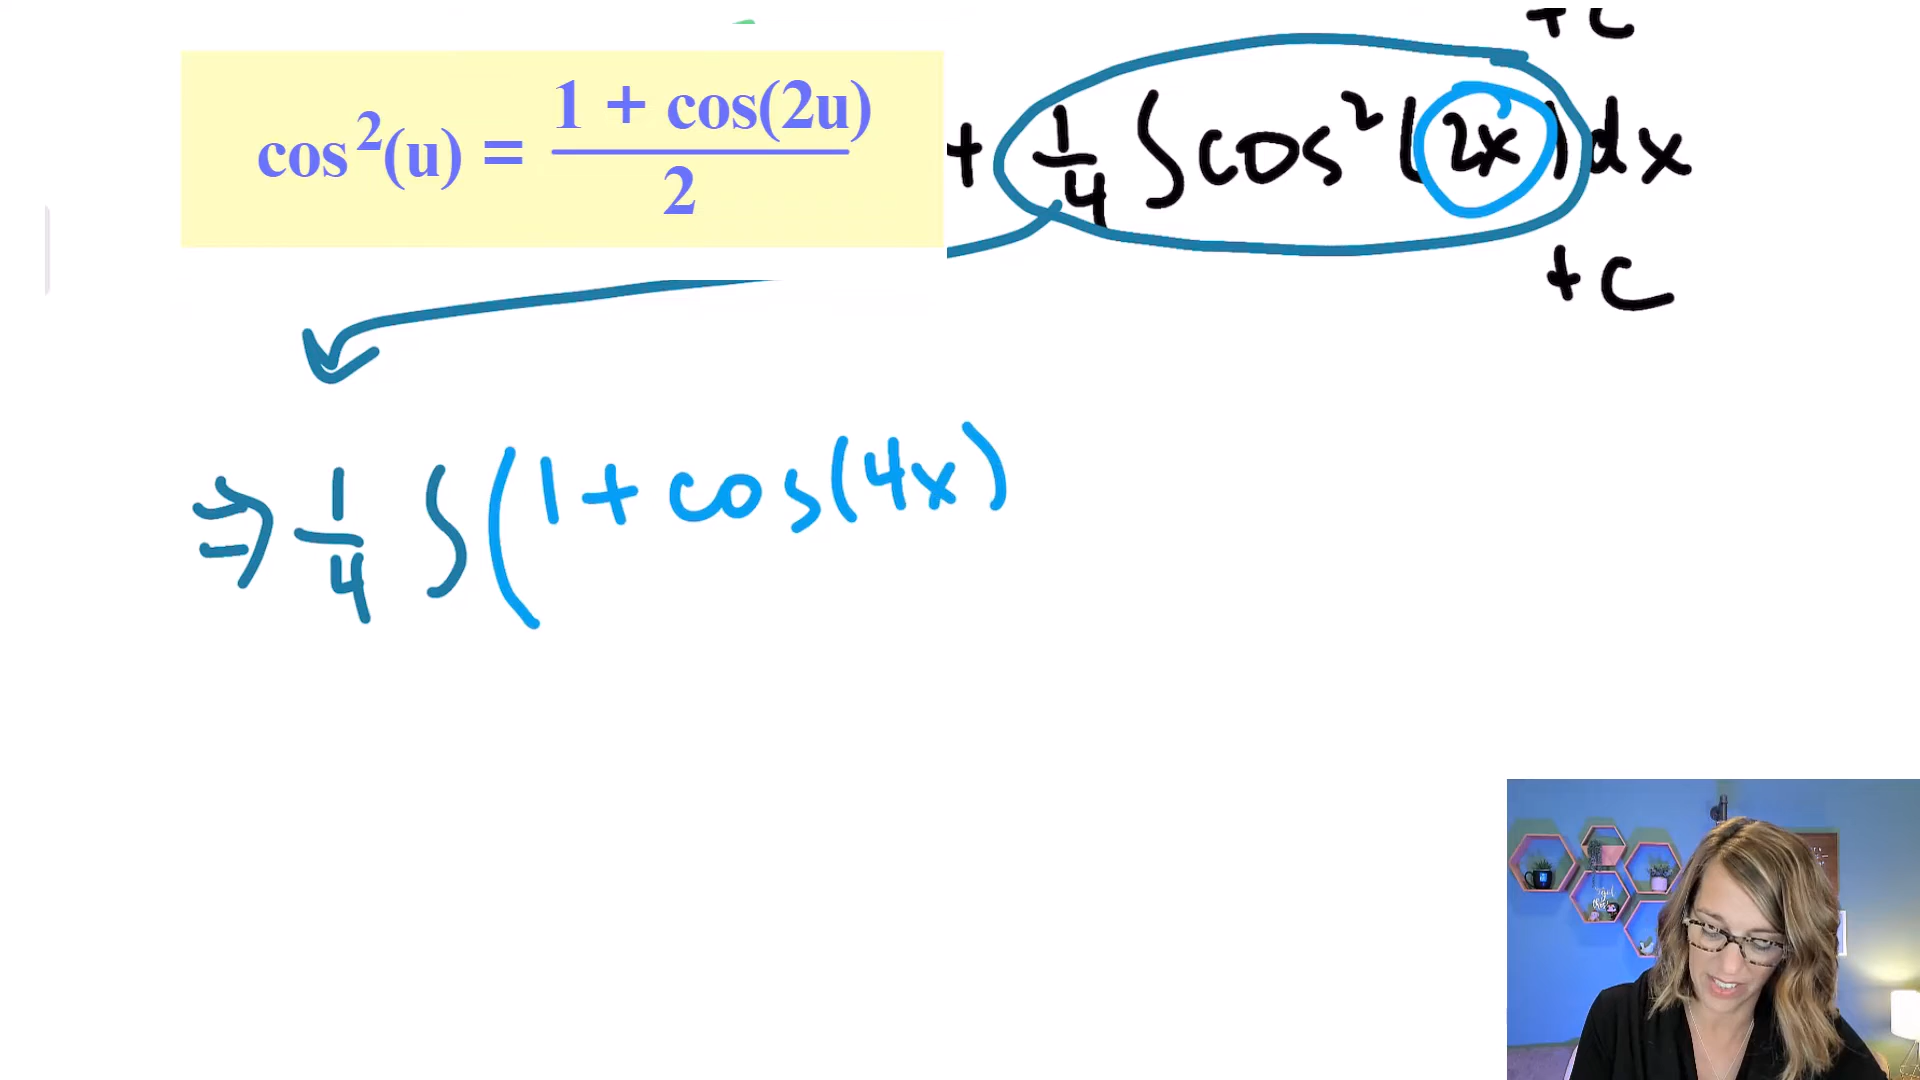 + C
cos²(u) = (1 + cos(2u))/2
+ 1/4 ∫ cos²(2x) dx
+ C
⇒ 1/4 ∫ (1 + cos(4x)